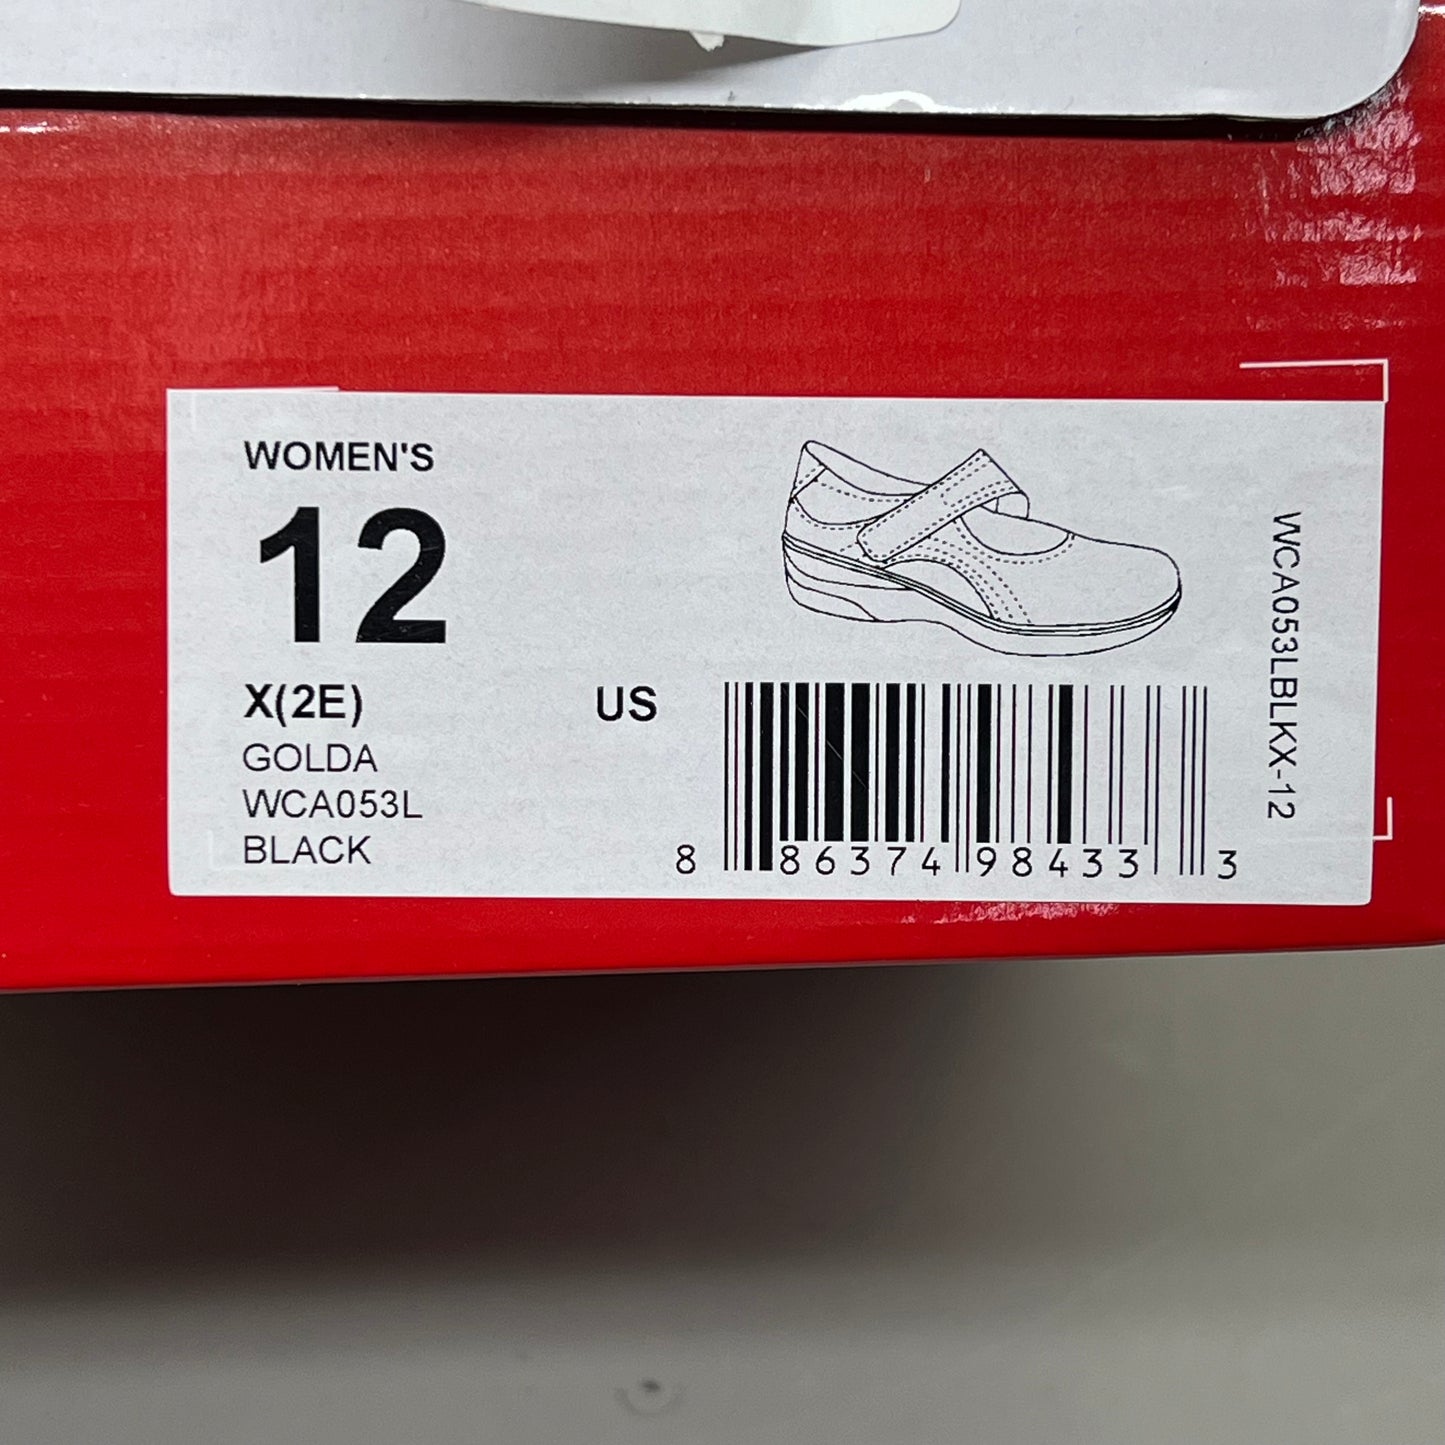 WOMEN'S
12
X(2E)
US
GOLDA
WCA053L
BLACK
8 86374 98433 3
WCA053LBLKX-12